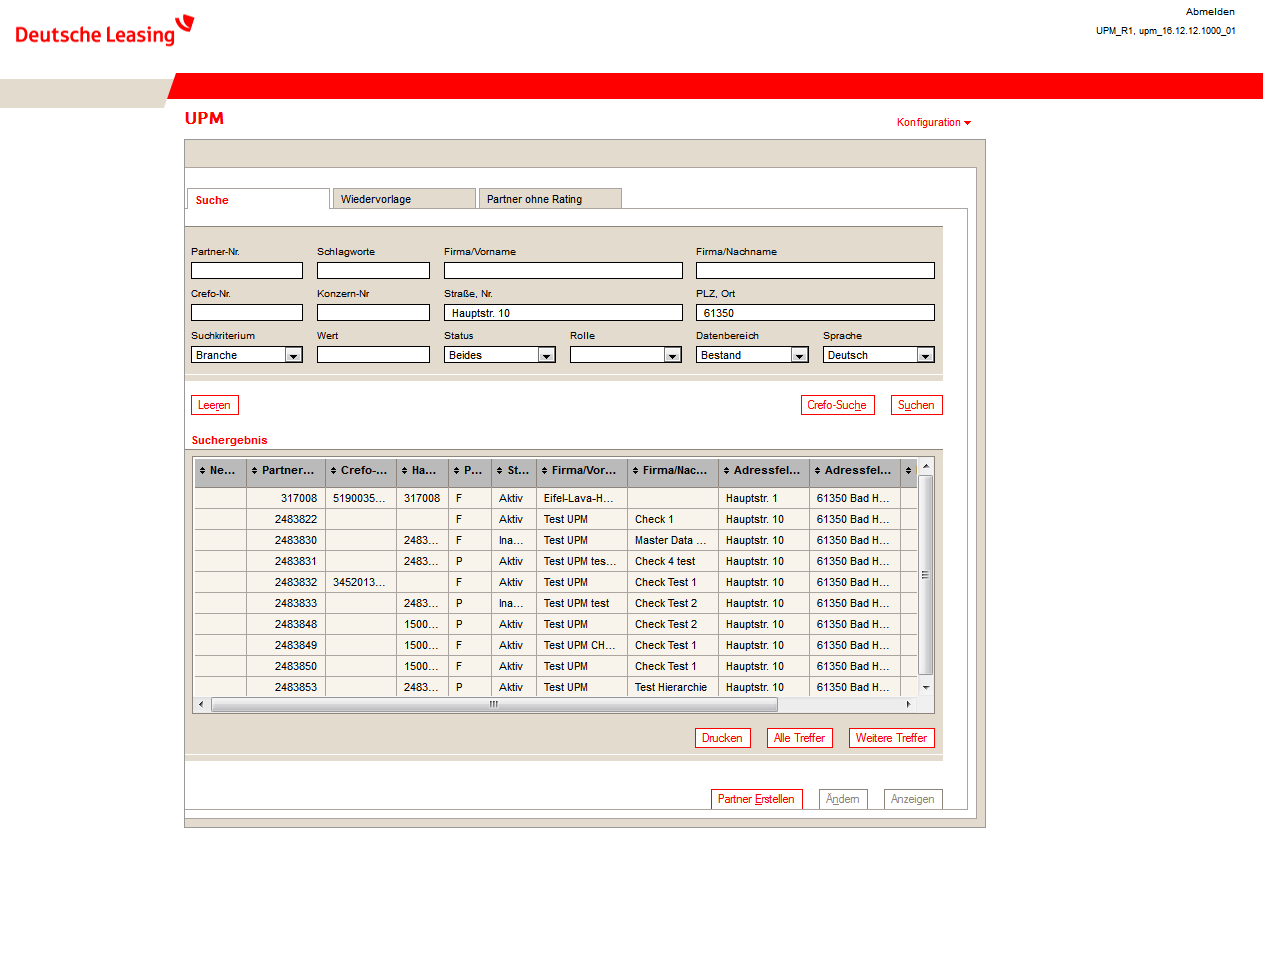 Deutsche Leasing
Abmelden
UPM_R1, upm_16.12.12.1000_01
UPM
Konfiguration
Suche Wiedervorlage Partner ohne Rating
Partner-Nr. Schlagworte Firma/Vorname Firma/Nachname
Crefo-Nr. Konzern-Nr Straße, Nr. PLZ, Ort
Hauptstr. 10 61350
Suchkriterium Wert Status Rolle Datenbereich Sprache
Branche Beides Bestand Deutsch
Leeren Crefo-Suche Suchen
Suchergebnis
Ne... Partner... Crefo-... Ha... P... St... Firma/Vor... Firma/Nac... Adressfel... Adressfel...
317008 5190035... 317008 F Aktiv Eifel-Lava-H... Hauptstr. 1 61350 Bad H...
2483822 F Aktiv Test UPM Check 1 Hauptstr. 10 61350 Bad H...
2483830 2483... F Ina... Test UPM Master Data ... Hauptstr. 10 61350 Bad H...
2483831 2483... P Aktiv Test UPM tes... Check 4 test Hauptstr. 10 61350 Bad H...
2483832 3452013... F Aktiv Test UPM Check Test 1 Hauptstr. 10 61350 Bad H...
2483833 2483... P Ina... Test UPM test Check Test 2 Hauptstr. 10 61350 Bad H...
2483848 1500... P Aktiv Test UPM Check Test 2 Hauptstr. 10 61350 Bad H...
2483849 1500... F Aktiv Test UPM CH... Check Test 1 Hauptstr. 10 61350 Bad H...
2483850 1500... F Aktiv Test UPM Check Test 1 Hauptstr. 10 61350 Bad H...
2483853 2483... P Aktiv Test UPM Test Hierarchie Hauptstr. 10 61350 Bad H...
Drucken Alle Treffer Weitere Treffer
Partner Erstellen Ändern Anzeigen